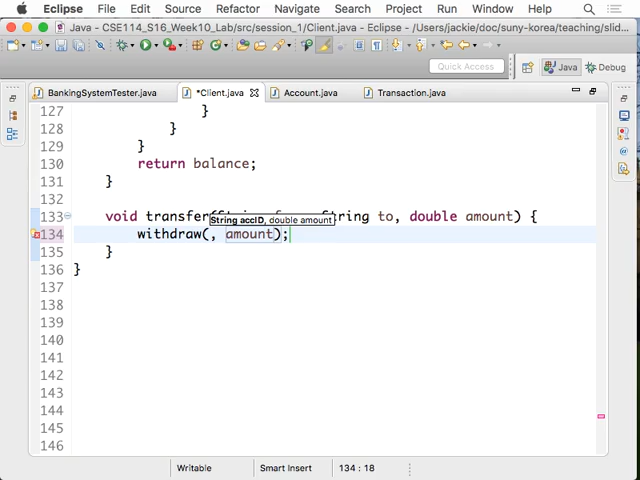 Eclipse File Edit Source Refactor Navigate Search Project Run Window Help
Java - CSE114_S16_Week10_Lab/src/session_1/Client.java - Eclipse - /Users/jackie/doc/suny-korea/teaching/slid
Quick Access Java Debug
BankingSystemTester.java *Client.java Account.java Transaction.java
127 }
128 }
129 }
130 return balance;
131 }
132
String accID, double amount
133 void transfer(String to, double amount) {
134 withdraw(, amount);
135 }
136 }
137
138
139
140
141
142
143
144
145
146
Writable Smart Insert 134 : 18